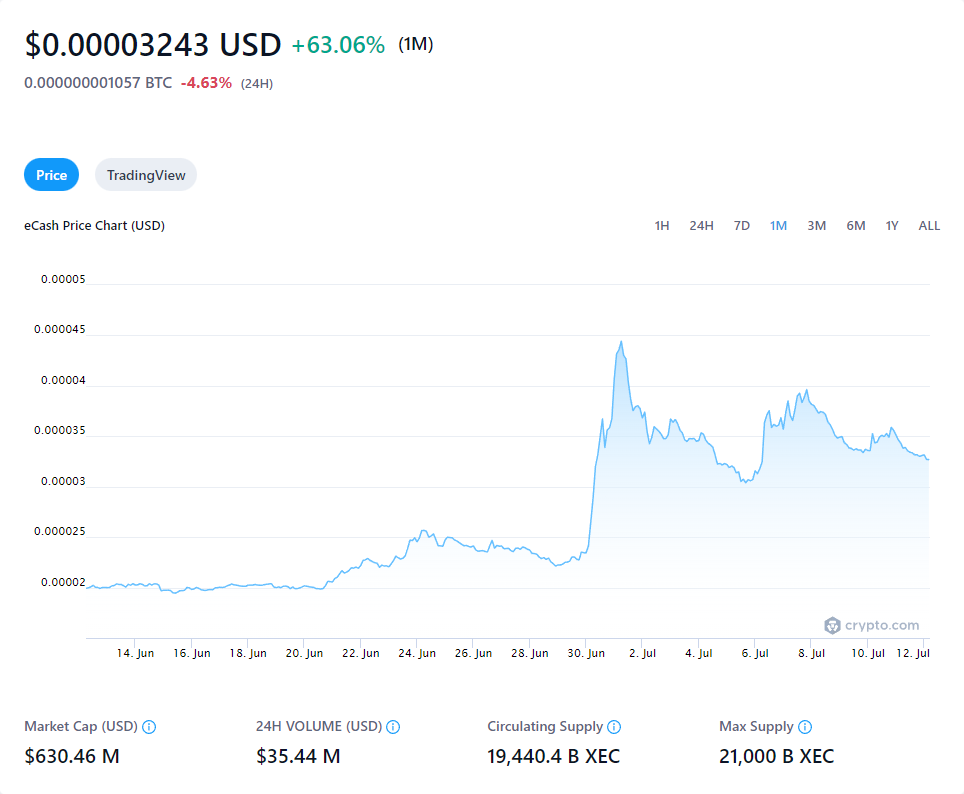 $0.00003243 USD +63.06% (1M)
0.000000001057 BTC -4.63% (24H)
Price TradingView
eCash Price Chart (USD) 1H 24H 7D 1M 3M 6M 1Y ALL
0.00005
0.000045
0.00004
0.000035
0.00003
0.000025
0.00002
crypto.com
14. Jun 16. Jun 18. Jun 20. Jun 22. Jun 24. Jun 26. Jun 28. Jun 30. Jun 2. Jul 4. Jul 6. Jul 8. Jul 10. Jul 12. Jul
Market Cap (USD) 24H VOLUME (USD) Circulating Supply Max Supply
$630.46 M $35.44 M 19,440.4 B XEC 21,000 B XEC